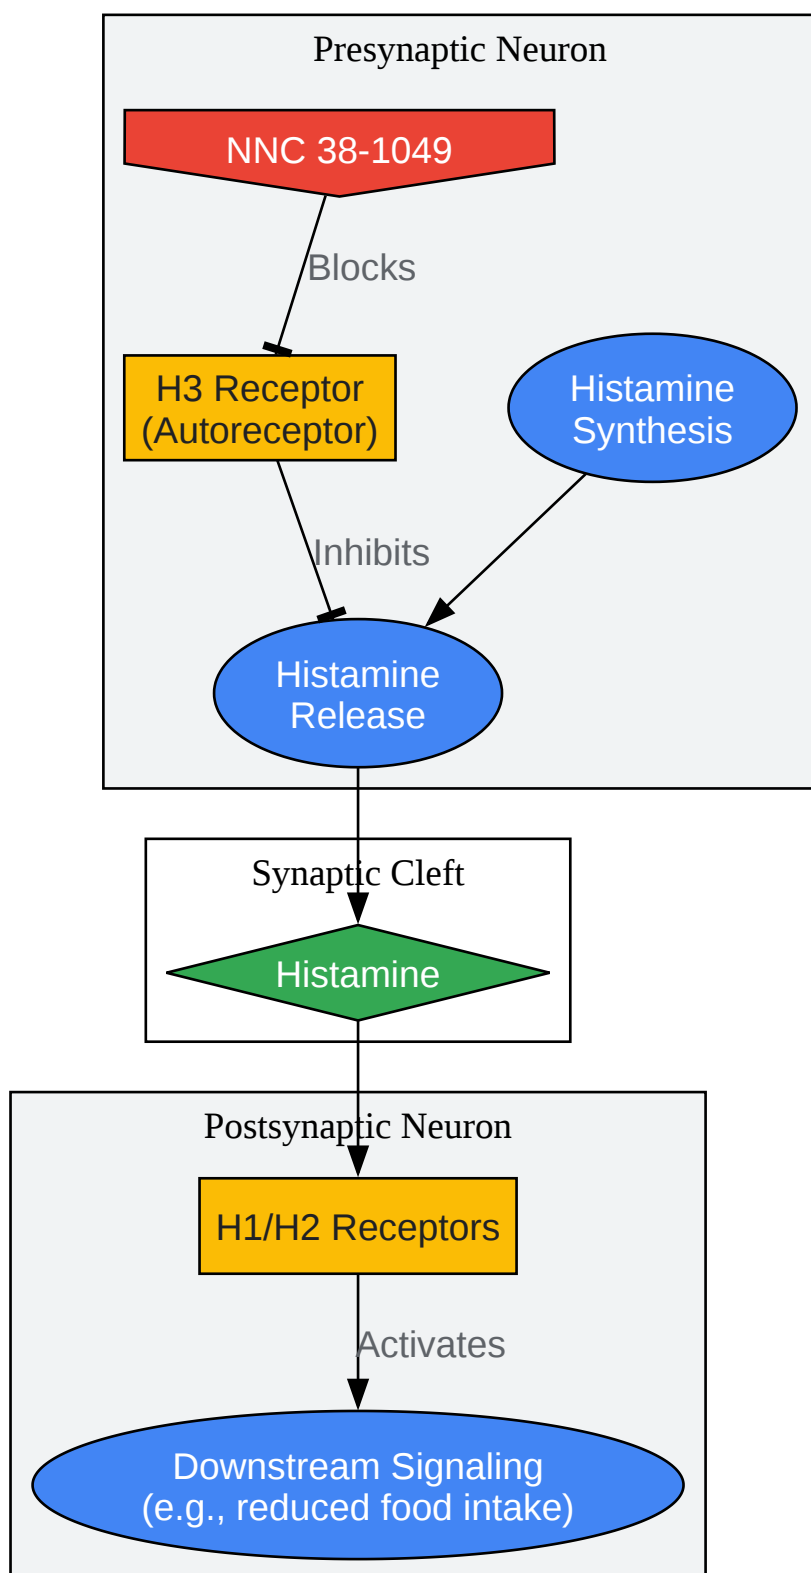 Presynaptic Neuron
NNC 38-1049
Blocks
H3 Receptor
(Autoreceptor)
Histamine
Synthesis
Inhibits
Histamine
Release
Synaptic Cleft
Histamine
Postsynaptic Neuron
H1/H2 Receptors
Activates
Downstream Signaling
(e.g., reduced food intake)